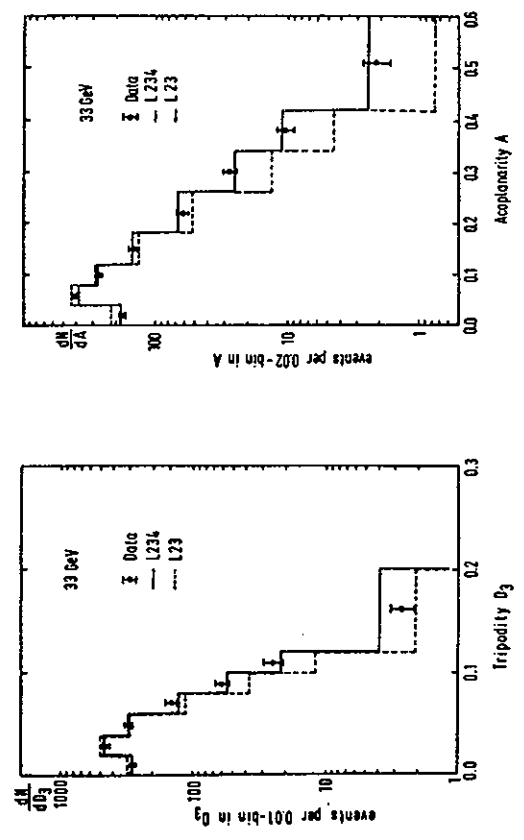 dN
dD3
1000
100
10
1
events per 0.01-bin in D3
33 GeV
Data
L234
L23
0.0
0.1
0.2
0.3
Tripodity D3
dN
dA
100
10
1
events per 0.02-bin in A
33 GeV
Data
L234
L23
0.0
0.1
0.2
0.3
0.4
0.5
0.6
Acoplanarity A